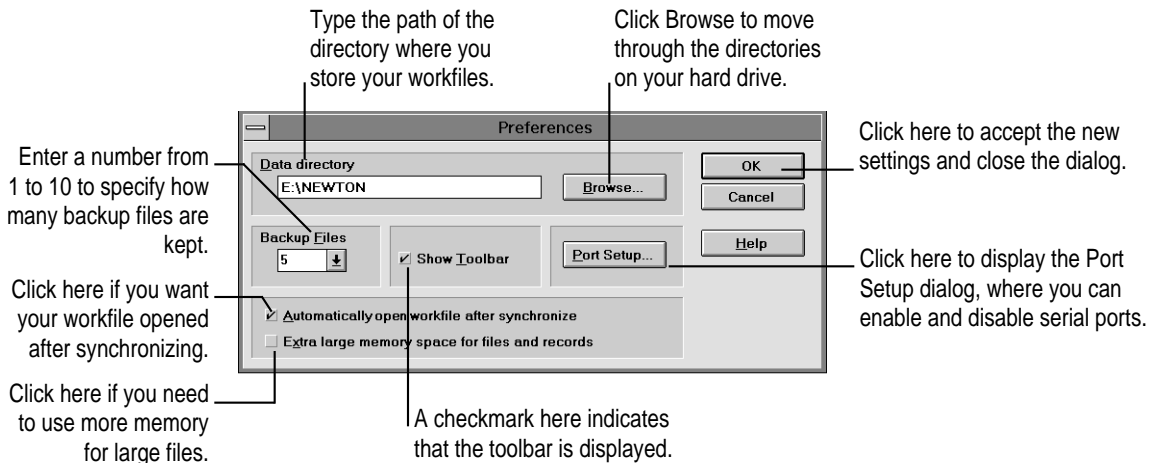 Type the path of the
directory where you
store your workfiles.
Click Browse to move
through the directories
on your hard drive.
Preferences
Click here to accept the new
settings and close the dialog.
Enter a number from
1 to 10 to specify how
many backup files are
kept.
Data directory
E:\NEWTON
Browse...
OK
Cancel
Backup Files
5
Show Toolbar
Port Setup...
Help
Click here to display the Port
Setup dialog, where you can
enable and disable serial ports.
Click here if you want
your workfile opened
after synchronizing.
Automatically open workfile after synchronize
Extra large memory space for files and records
Click here if you need
to use more memory
for large files.
A checkmark here indicates
that the toolbar is displayed.